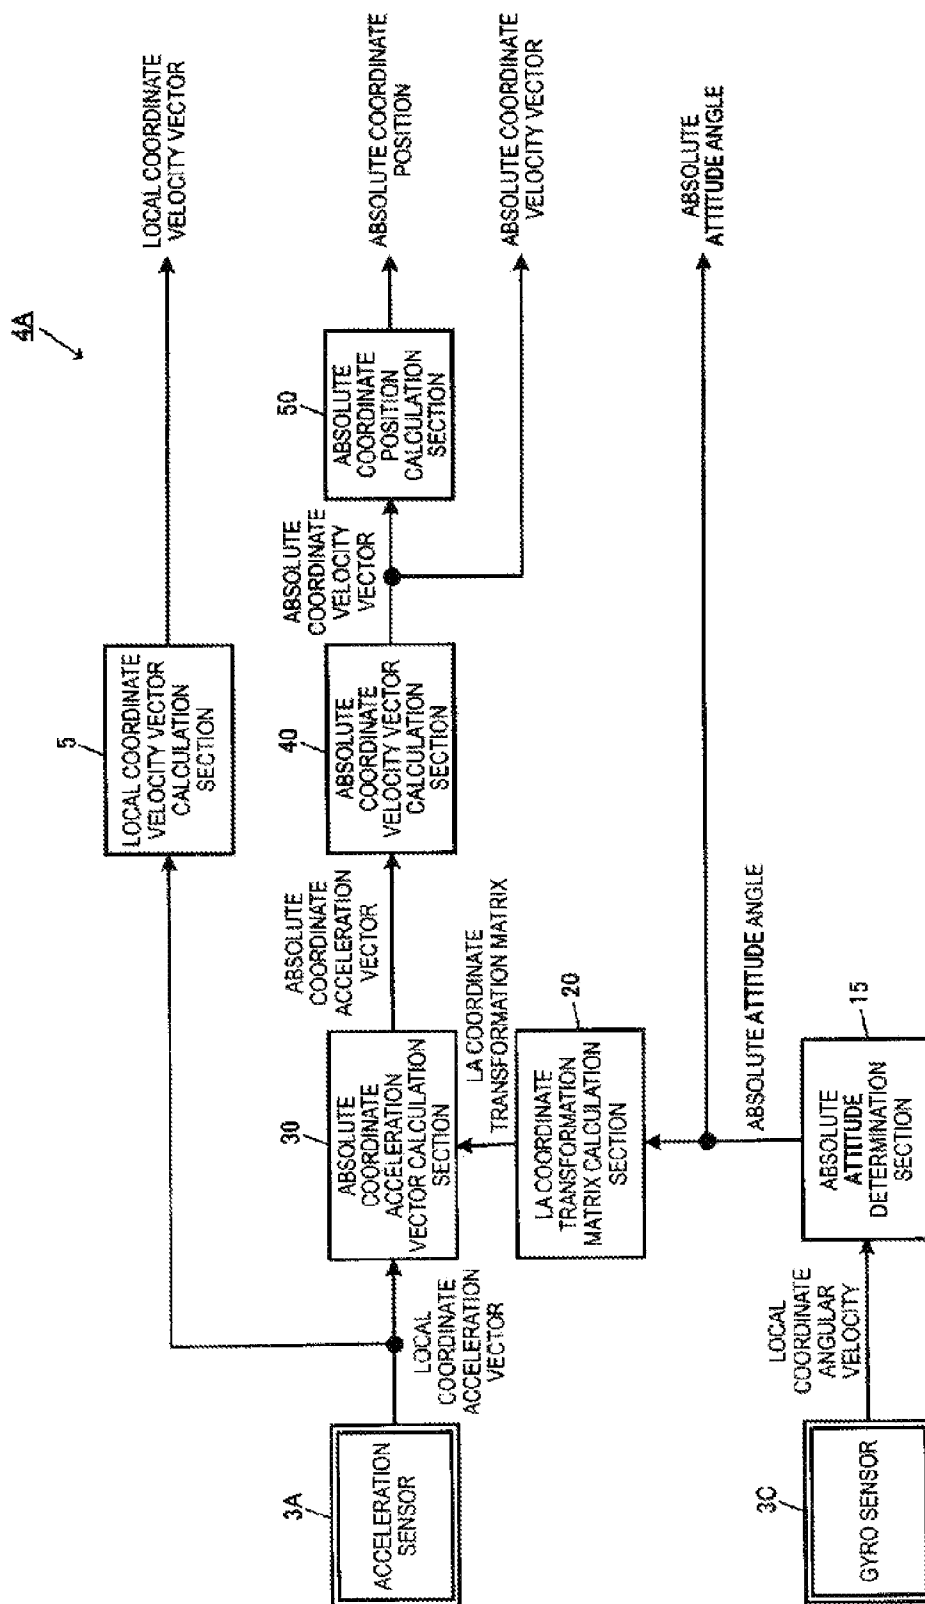 4A
3A
ACCELERATION
SENSOR
LOCAL
COORDINATE
ACCELERATION
VECTOR
5
LOCAL COORDINATE
VELOCITY VECTOR
CALCULATION
SECTION
LOCAL COORDINATE
VELOCITY VECTOR
30
ABSOLUTE
COORDINATE
ACCELERATION
VECTOR CALCULATION
SECTION
ABSOLUTE
COORDINATE
ACCELERATION
VECTOR
40
ABSOLUTE
COORDINATE
VELOCITY VECTOR
CALCULATION
SECTION
ABSOLUTE
COORDINATE
VELOCITY
VECTOR
50
ABSOLUTE
COORDINATE
POSITION
CALCULATION
SECTION
ABSOLUTE COORDINATE
POSITION
ABSOLUTE COORDINATE
VELOCITY VECTOR
LA COORDINATE
TRANSFORMATION MATRIX
20
LA COORDINATE
TRANSFORMATION
MATRIX CALCULATION
SECTION
ABSOLUTE
ATTITUDE ANGLE
3C
GYRO SENSOR
LOCAL
COORDINATE
ANGULAR
VELOCITY
15
ABSOLUTE
ATTITUDE
DETERMINATION
SECTION
ABSOLUTE ATTITUDE ANGLE